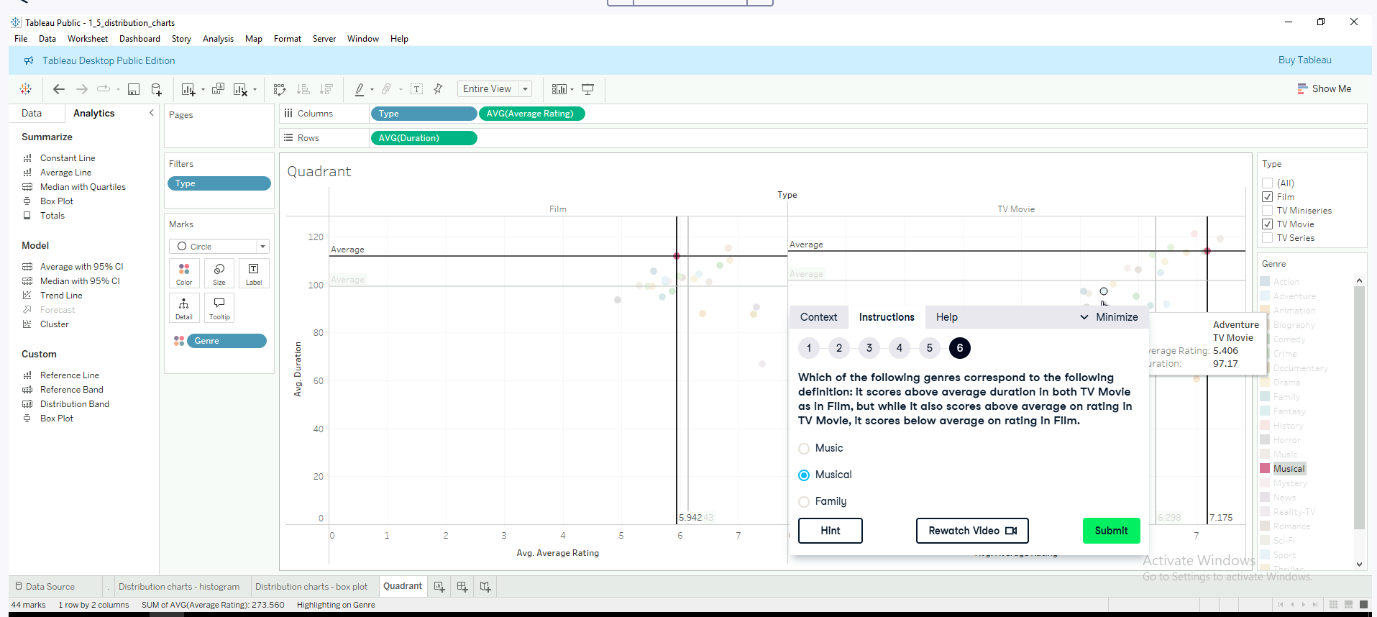 Tableau Public - 1_5_distribution_charts
File Data Worksheet Dashboard Story Analysis Map Format Server Window Help
Tableau Desktop Public Edition
Buy Tableau
Entire View
Show Me
Data
Analytics
Summarize
Constant Line
Average Line
Median with Quartiles
Box Plot
Totals
Model
Average with 95% CI
Median with 95% CI
Trend Line
Forecast
Cluster
Custom
Reference Line
Reference Band
Distribution Band
Box Plot
Pages
Filters
Type
Marks
Circle
Color
Size
Label
Detail
Tooltip
Genre
Columns
Type
AVG(Average Rating)
Rows
AVG(Duration)
Quadrant
Type
Film
TV Movie
Average
Average
Average
Average
120
100
80
60
40
20
0
Avg. Duration
5.942
6.298
7.175
0 1 2 3 4 5 6 7
7
Avg. Average Rating
Adventure
TV Movie
verage Rating: 5.406
uration: 97.17
Context
Instructions
Help
Minimize
1 2 3 4 5 6
Which of the following genres correspond to the following
definition: It scores above average duration in both TV Movie
as in Film, but while it also scores above average on rating in
TV Movie, it scores below average on rating in Film.
Music
Musical
Family
Hint
Rewatch Video
Submit
Type
(All)
Film
TV Miniseries
TV Movie
TV Series
Genre
Action
Adventure
Animation
Biography
Comedy
Crime
Documentary
Drama
Family
Fantasy
History
Horror
Music
Musical
Mystery
News
Reality-TV
Romance
Sci-Fi
Sport
Thriller
Activate Windows
Go to Settings to activate Windows.
Data Source
Distribution charts - histogram
Distribution charts - box plot
Quadrant
44 marks
1 row by 2 columns
SUM of AVG(Average Rating): 273.560
Highlighting on Genre